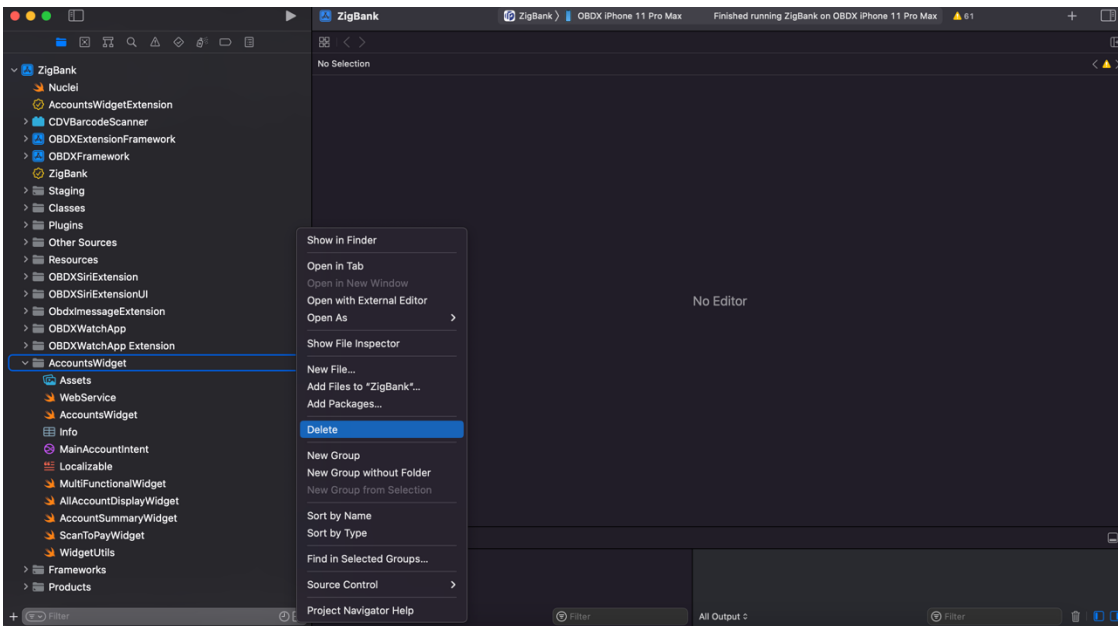 ZigBank
ZigBank
OBDX iPhone 11 Pro Max
Finished running ZigBank on OBDX iPhone 11 Pro Max
61
No Selection
ZigBank
Nuclei
AccountsWidgetExtension
CDVBarcodeScanner
OBDXExtensionFramework
OBDXFramework
ZigBank
Staging
Classes
Plugins
Other Sources
Resources
OBDXSiriExtension
OBDXSiriExtensionUI
ObdxImessageExtension
OBDXWatchApp
OBDXWatchApp Extension
AccountsWidget
Assets
WebService
AccountsWidget
Info
MainAccountIntent
Localizable
MultiFunctionalWidget
AllAccountDisplayWidget
AccountSummaryWidget
ScanToPayWidget
WidgetUtils
Frameworks
Products
Filter
Show in Finder
Open in Tab
Open in New Window
Open with External Editor
Open As
Show File Inspector
New File...
Add Files to “ZigBank”...
Add Packages...
Delete
New Group
New Group without Folder
New Group from Selection
Sort by Name
Sort by Type
Find in Selected Groups...
Source Control
Project Navigator Help
No Editor
Filter
All Output
Filter